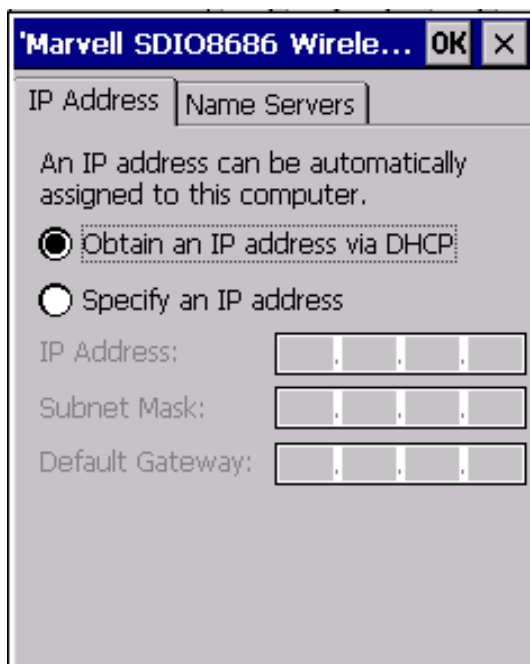 'Marvell SDIO8686 Wirele... OK ×
IP Address Name Servers
An IP address can be automatically
assigned to this computer.
Obtain an IP address via DHCP
Specify an IP address
IP Address: . . .
Subnet Mask: . . .
Default Gateway: . . .